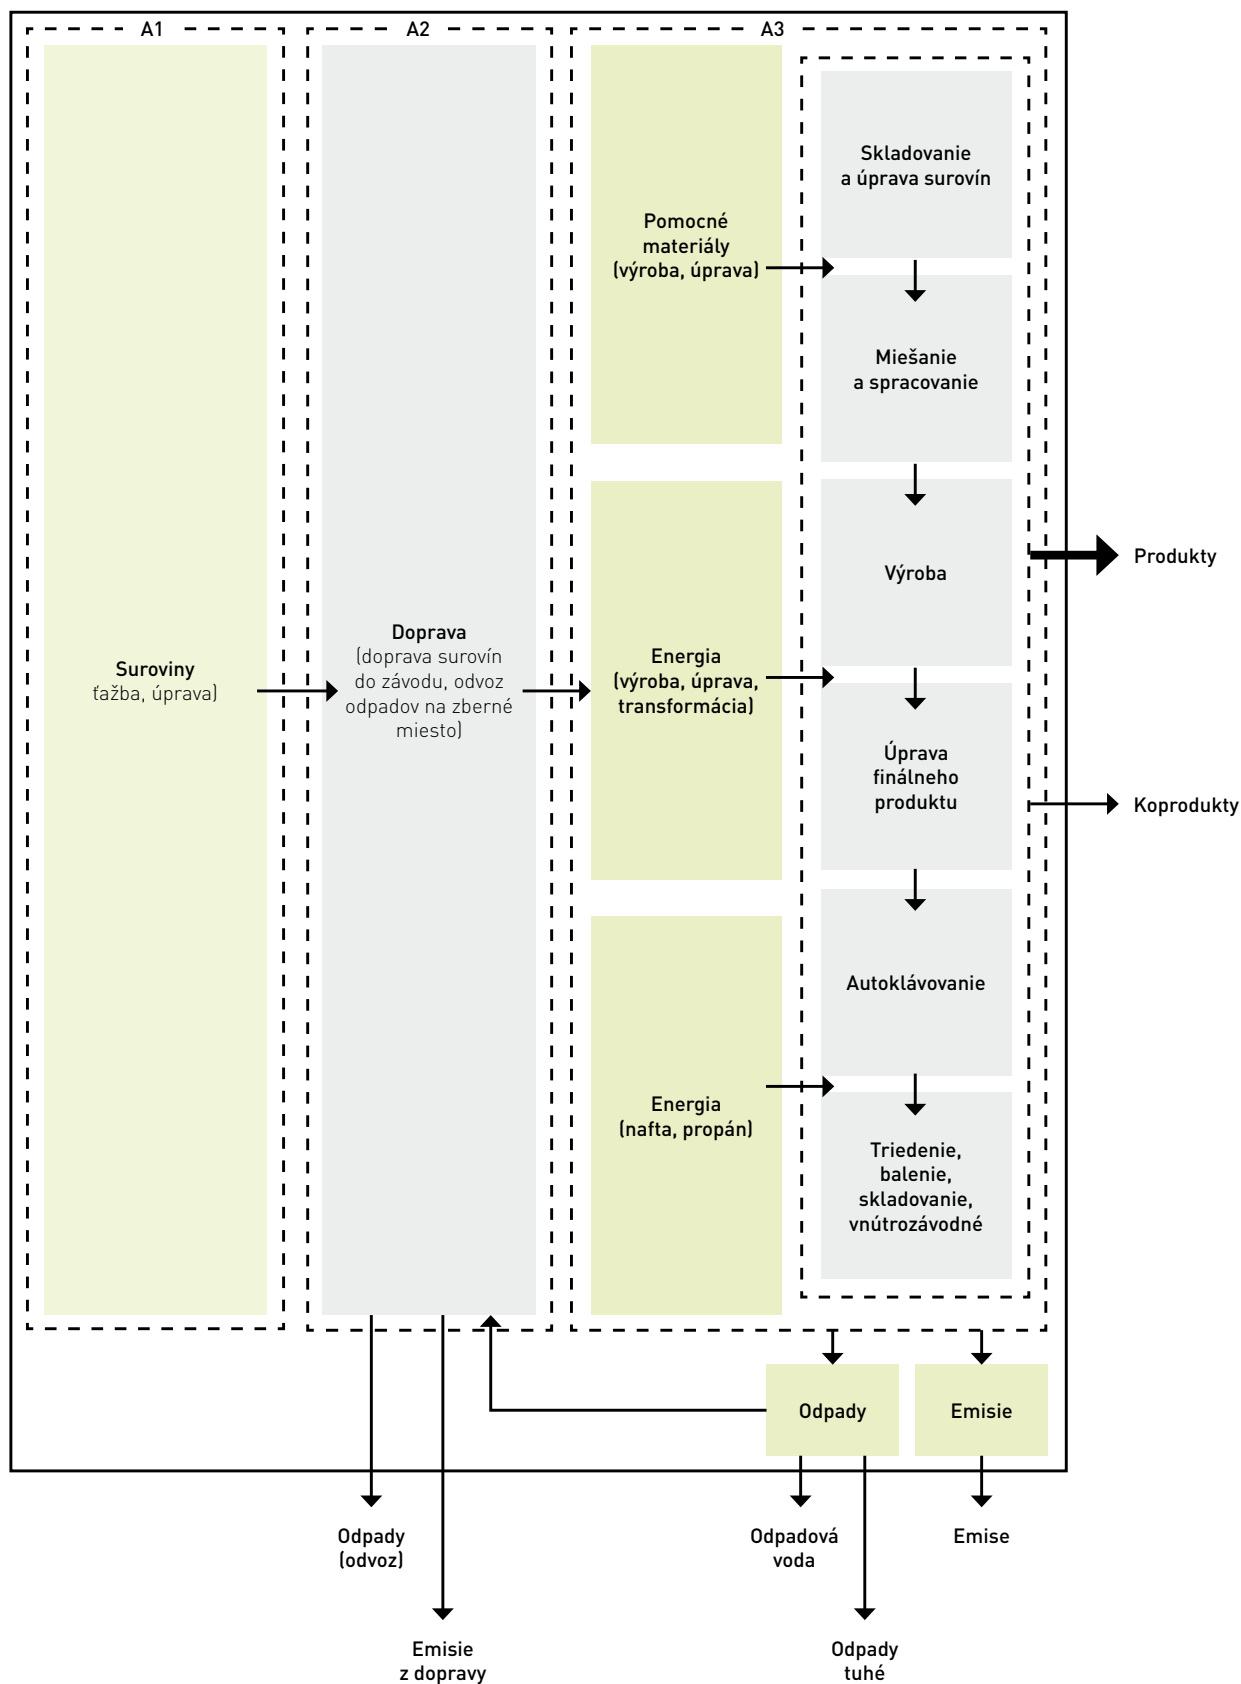 A1
A2
A3
Suroviny
ťažba, úprava)
Doprava
(doprava surovín
do závodu, odvoz
odpadov na zberné
miesto)
Pomocné
materiály
(výroba, úprava)
Energia
(výroba, úprava,
transformácia)
Energia
(nafta, propán)
Skladovanie
a úprava surovín
Miešanie
a spracovanie
Výroba
Úprava
finálneho
produktu
Autoklávovanie
Triedenie,
balenie,
skladovanie,
vnútrozávodné
Produkty
Koprodukty
Odpady
Emisie
Odpady
(odvoz)
Emisie
z dopravy
Odpadová
voda
Odpady
tuhé
Emise